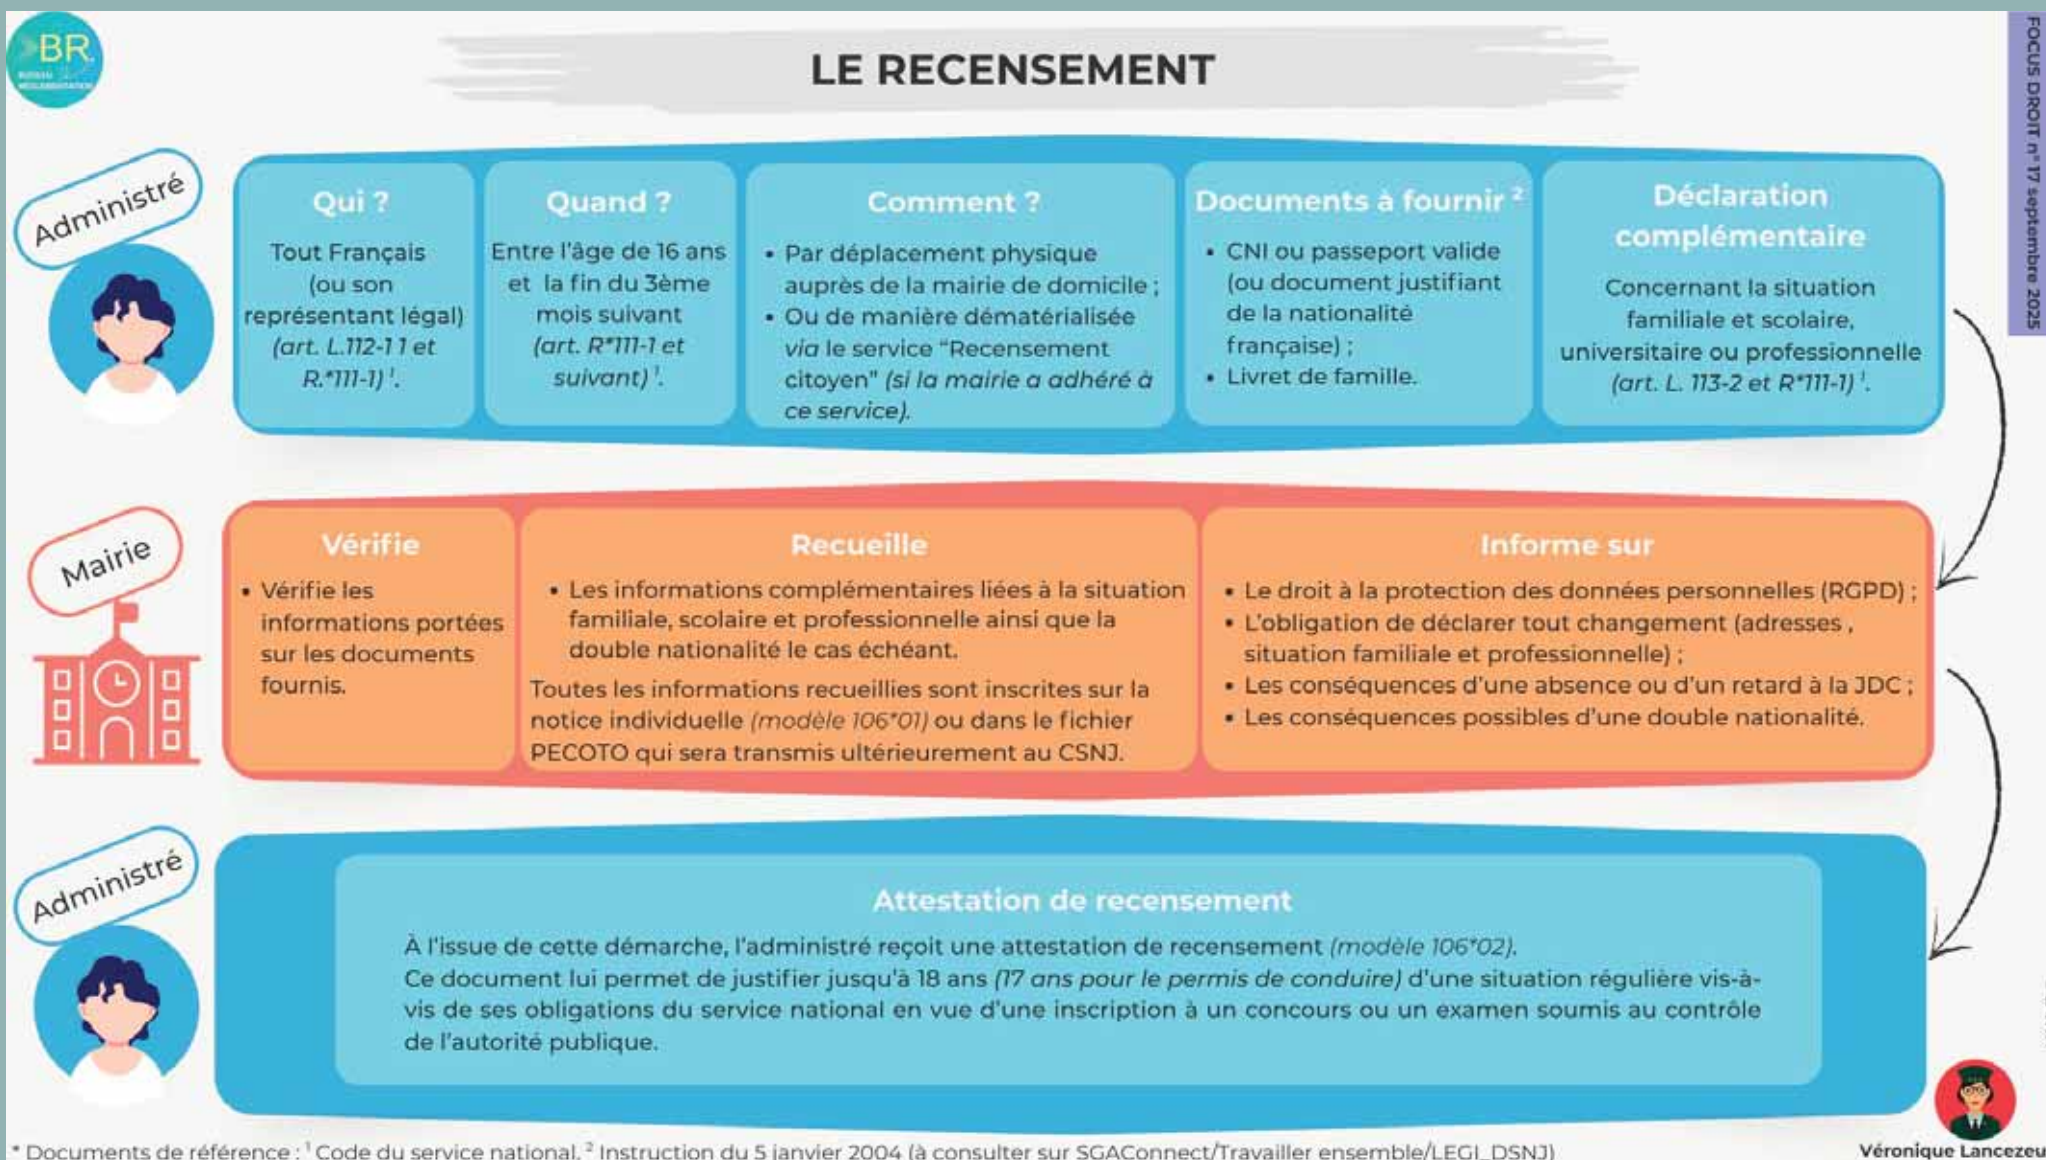 BR
LE RECENSEMENT
FOCUS DROIT n° 17 septembre 2025
Administré
Qui ?
Tout Français
(ou son
représentant légal)
(art. L.112-1 1 et
R.*111-1) ¹.
Quand ?
Entre l'âge de 16 ans
et la fin du 3ème
mois suivant
(art. R*111-1 et
suivant) ¹.
Comment ?
• Par déplacement physique
auprès de la mairie de domicile ;
• Ou de manière dématérialisée
via le service "Recensement
citoyen" (si la mairie a adhéré à
ce service).
Documents à fournir ²
• CNI ou passeport valide
(ou document justifiant
de la nationalité
française) ;
• Livret de famille.
Déclaration
complémentaire
Concernant la situation
familiale et scolaire,
universitaire ou professionnelle
(art. L. 113-2 et R*111-1) ¹.
Mairie
Vérifie
• Vérifie les
informations portées
sur les documents
fournis.
Recueille
• Les informations complémentaires liées à la situation
familiale, scolaire et professionnelle ainsi que la
double nationalité le cas échéant.
Toutes les informations recueillies sont inscrites sur la
notice individuelle (modèle 106*01) ou dans le fichier
PECOTO qui sera transmis ultérieurement au CSNJ.
Informe sur
• Le droit à la protection des données personnelles (RGPD) ;
• L'obligation de déclarer tout changement (adresses ,
situation familiale et professionnelle) ;
• Les conséquences d'une absence ou d'un retard à la JDC ;
• Les conséquences possibles d'une double nationalité.
Administré
Attestation de recensement
À l'issue de cette démarche, l'administré reçoit une attestation de recensement (modèle 106*02).
Ce document lui permet de justifier jusqu'à 18 ans (17 ans pour le permis de conduire) d'une situation régulière vis-à-
vis de ses obligations du service national en vue d'une inscription à un concours ou un examen soumis au contrôle
de l'autorité publique.
* Documents de référence : ¹ Code du service national, ² Instruction du 5 janvier 2004 (à consulter sur SGAConnect/Travailler ensemble/LEGI_DSNJ)
Véronique Lancezeu